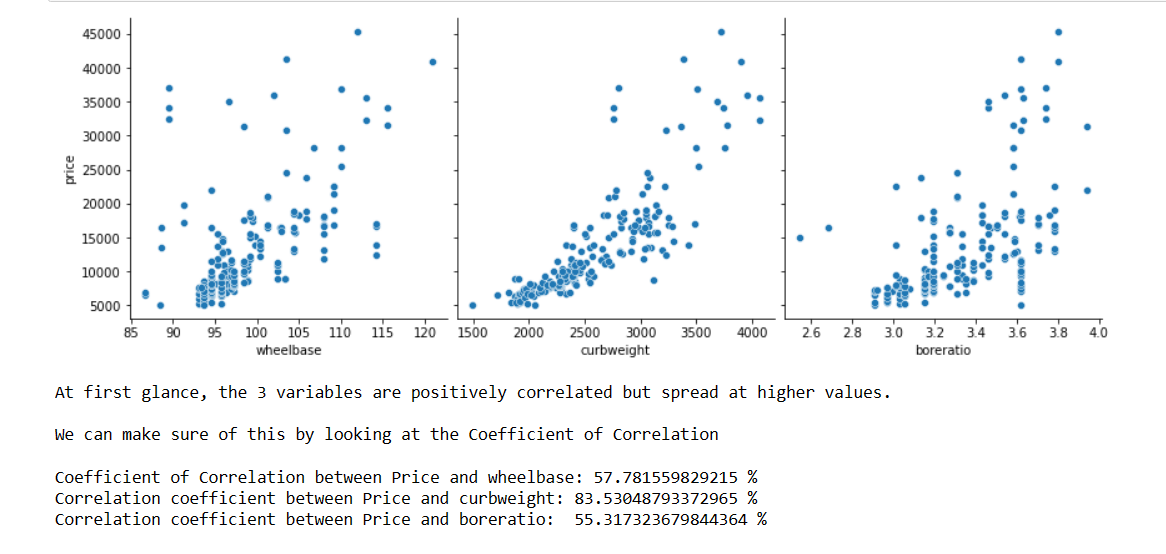 45000
40000
35000
30000
25000
20000
15000
10000
5000
price
85 90 95 100 105 110 115 120
wheelbase
1500 2000 2500 3000 3500 4000
curbweight
2.6 2.8 3.0 3.2 3.4 3.6 3.8 4.0
boreratio
At first glance, the 3 variables are positively correlated but spread at higher values.
We can make sure of this by looking at the Coefficient of Correlation
Coefficient of Correlation between Price and wheelbase: 57.781559829215 %
Correlation coefficient between Price and curbweight: 83.53048793372965 %
Correlation coefficient between Price and boreratio:  55.317323679844364 %